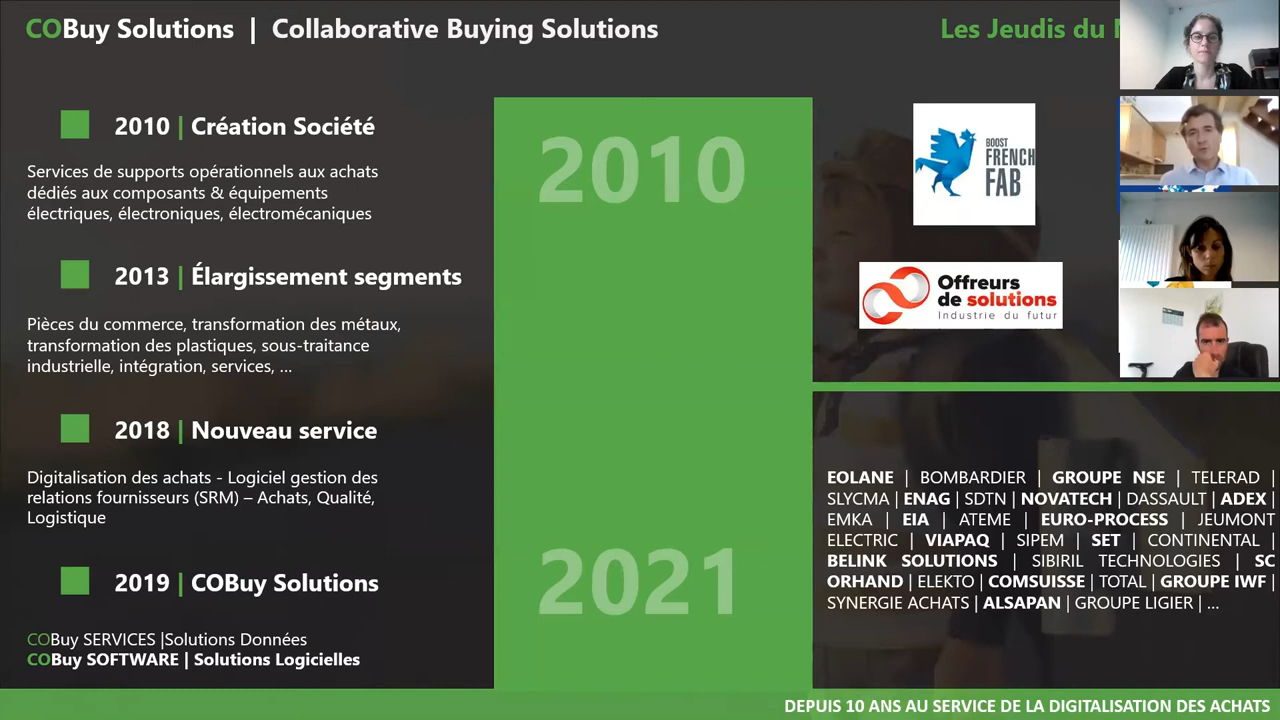 COBuy Solutions | Collaborative Buying Solutions
Les Jeudis du
2010 | Création Société
Services de supports opérationnels aux achats
dédiés aux composants & équipements
électriques, électroniques, électromécaniques
2013 | Élargissement segments
Pièces du commerce, transformation des métaux,
transformation des plastiques, sous-traitance
industrielle, intégration, services, ...
2018 | Nouveau service
Digitalisation des achats - Logiciel gestion des
relations fournisseurs (SRM) – Achats, Qualité,
Logistique
2019 | COBuy Solutions
COBuy SERVICES |Solutions Données
COBuy SOFTWARE | Solutions Logicielles
2010
2021
BOOST
FRENCH
FAB
Offreurs
de solutions
Industrie du futur
EOLANE | BOMBARDIER | GROUPE NSE | TELERAD |
SLYCMA | ENAG | SDTN | NOVATECH | DASSAULT | ADEX |
EMKA | EIA | ATEME | EURO-PROCESS | JEUMONT
ELECTRIC | VIAPAQ | SIPEM | SET | CONTINENTAL |
BELINK SOLUTIONS | SIBIRIL TECHNOLOGIES | SC
ORHAND | ELEKTO | COMSUISSE | TOTAL | GROUPE IWF |
SYNERGIE ACHATS | ALSAPAN | GROUPE LIGIER | ...
DEPUIS 10 ANS AU SERVICE DE LA DIGITALISATION DES ACHATS